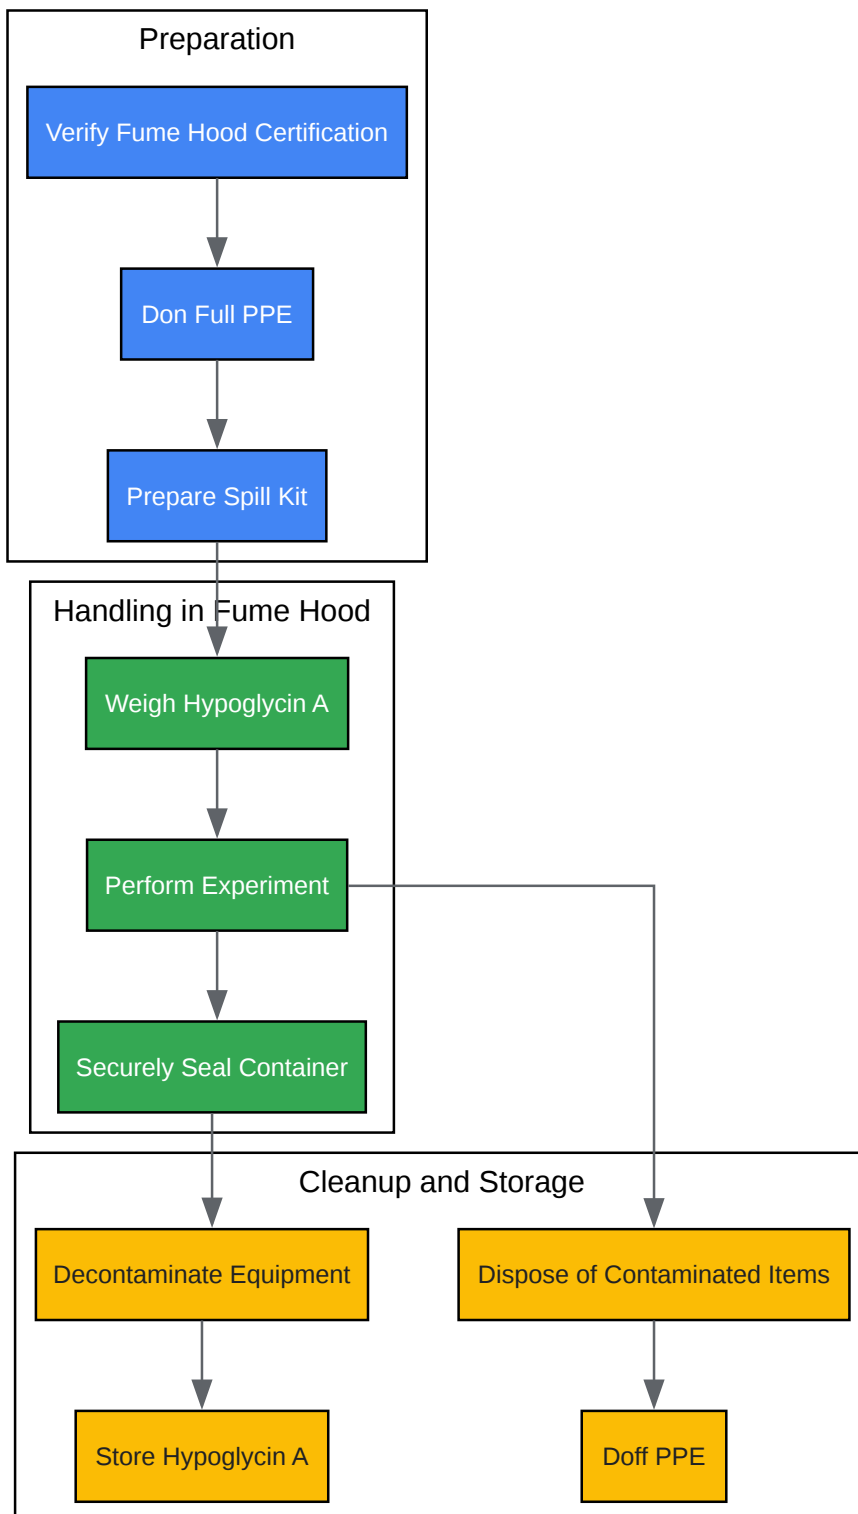 Preparation
Verify Fume Hood Certification
Don Full PPE
Prepare Spill Kit
Handling in Fume Hood
Weigh Hypoglycin A
Perform Experiment
Securely Seal Container
Cleanup and Storage
Decontaminate Equipment
Dispose of Contaminated Items
Store Hypoglycin A
Doff PPE